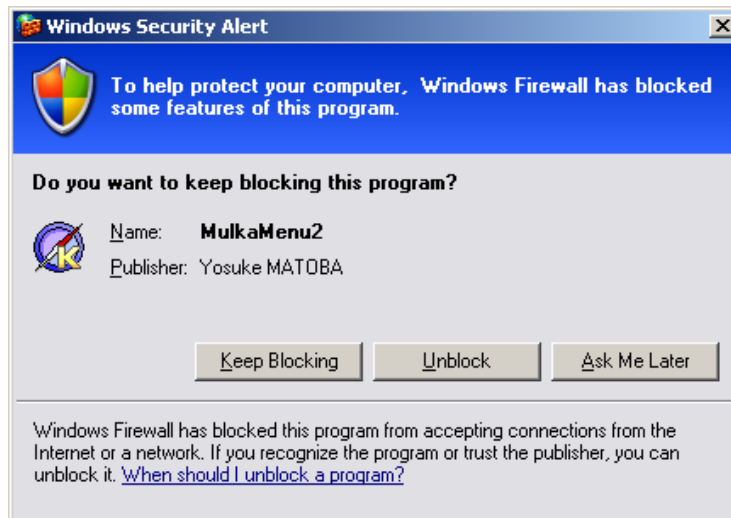 Windows Security Alert
To help protect your computer, Windows Firewall has blocked
some features of this program.
Do you want to keep blocking this program?
Name: MulkaMenu2
Publisher: Yosuke MATOBA
Keep Blocking Unblock Ask Me Later
Windows Firewall has blocked this program from accepting connections from the
Internet or a network. If you recognize the program or trust the publisher, you can
unblock it. When should I unblock a program?